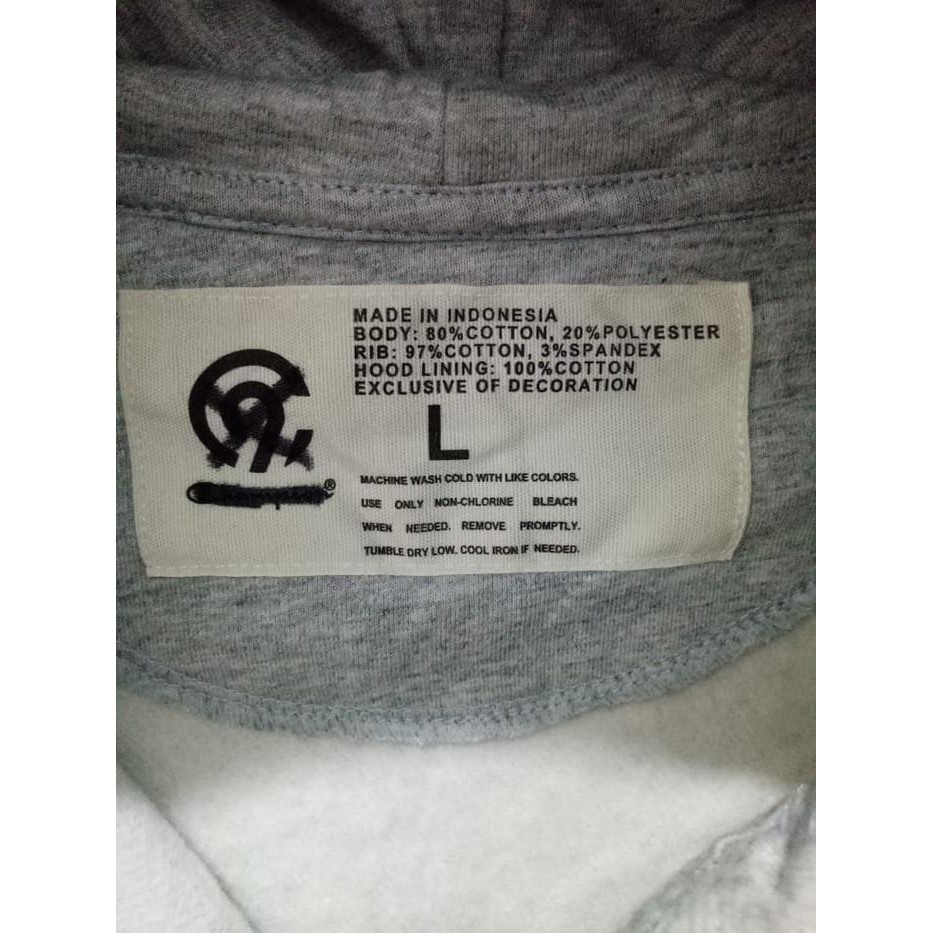 MADE IN INDONESIA
BODY: 80%COTTON, 20%POLYESTER
RIB: 97%COTTON, 3%SPANDEX
HOOD LINING: 100%COTTON
EXCLUSIVE OF DECORATION
L
®
MACHINE WASH COLD WITH LIKE COLORS.
USE ONLY NON-CHLORINE BLEACH
WHEN NEEDED. REMOVE PROMPTLY.
TUMBLE DRY LOW. COOL IRON IF NEEDED.